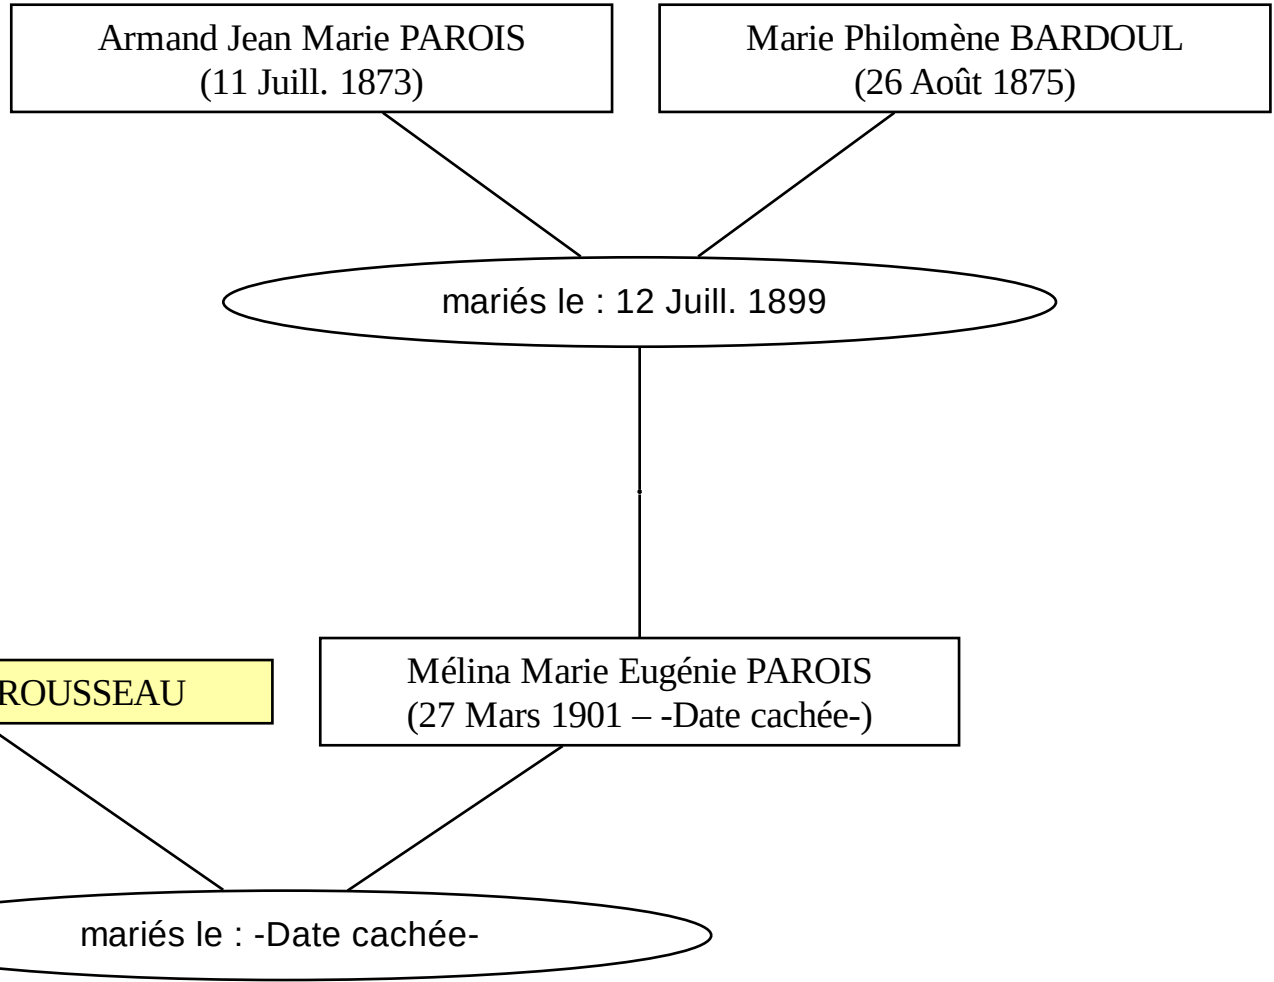 Armand Jean Marie PAROIS
(11 Juill. 1873)
Marie Philomène BARDOUL
(26 Août 1875)
mariés le : 12 Juill. 1899
ROUSSEAU
Mélina Marie Eugénie PAROIS
(27 Mars 1901 – -Date cachée-)
mariés le : -Date cachée-